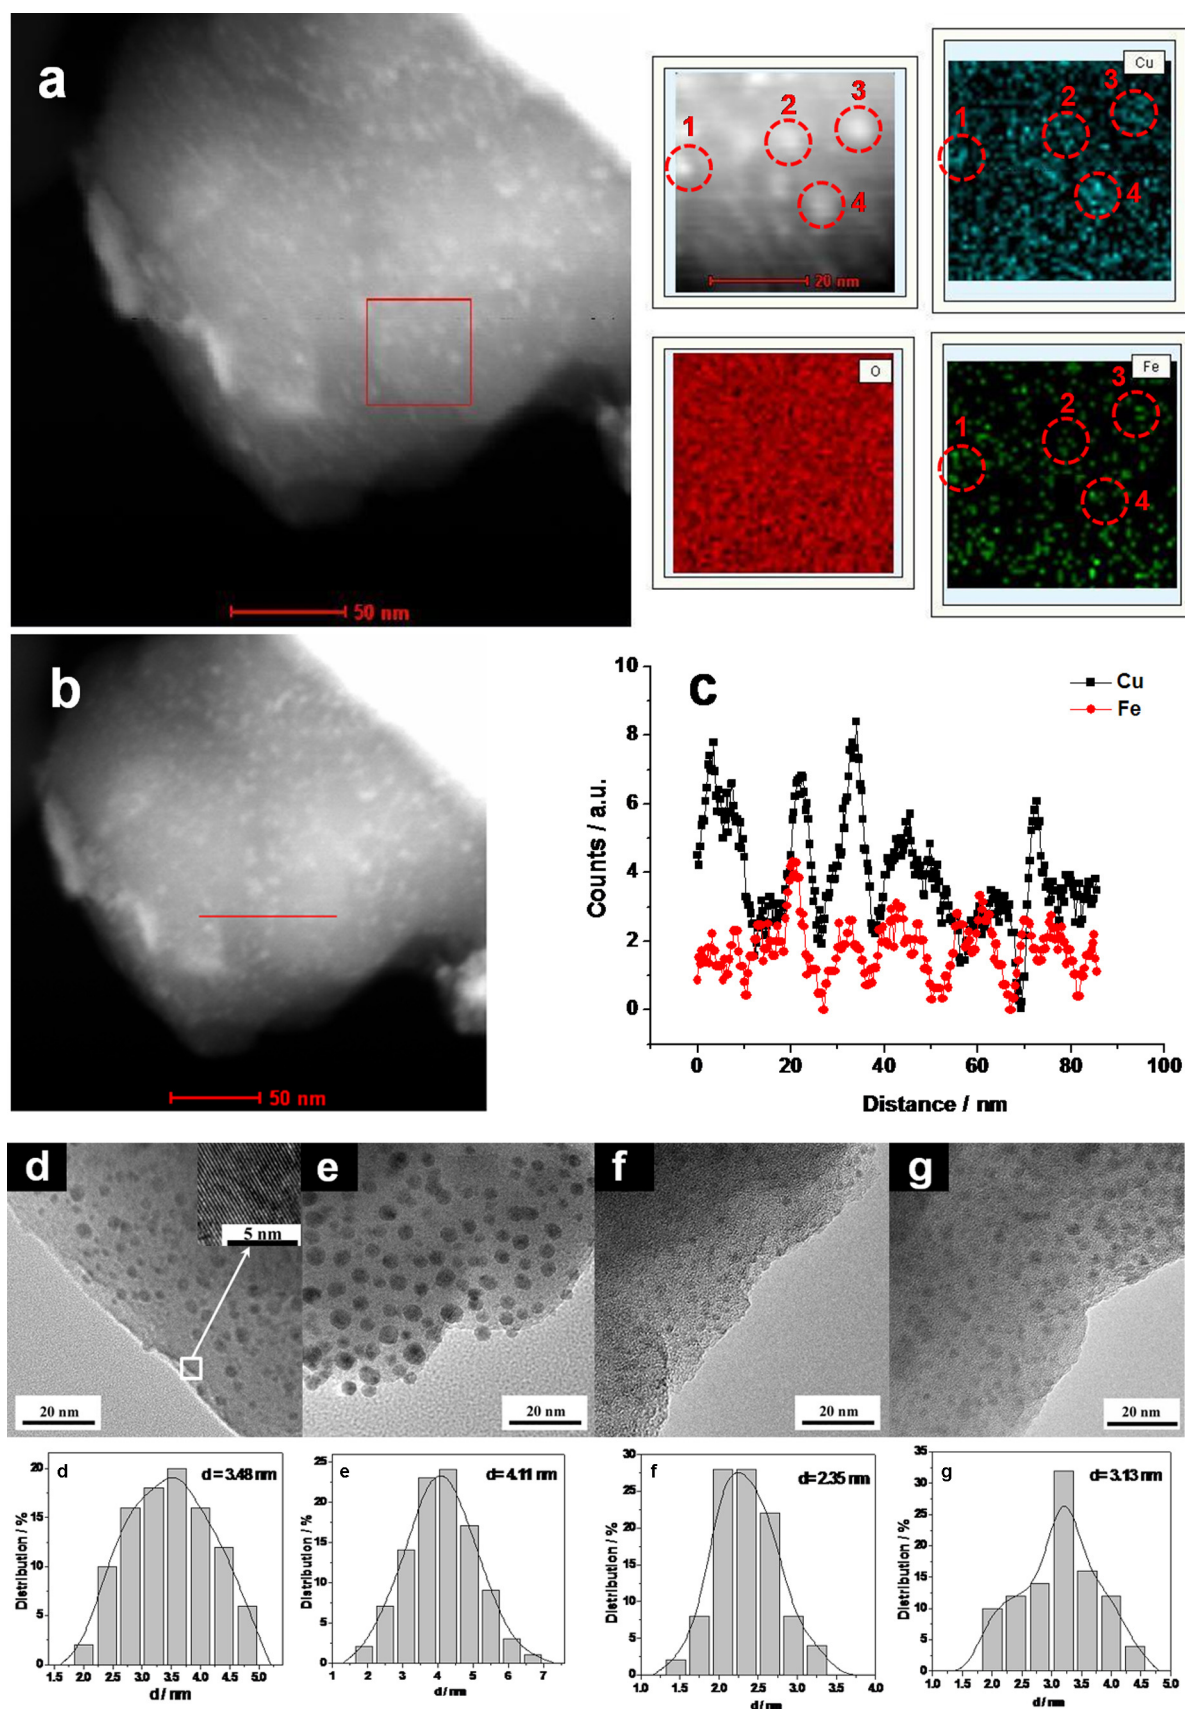 a
1
2
3
4
20 nm
Cu
1
2
3
4
O
Fe
1
2
3
4
50 nm
b
50 nm
c
Cu
Fe
10
8
6
4
2
0
Counts / a.u.
0 20 40 60 80 100
Distance / nm
d
5 nm
20 nm
e
20 nm
f
20 nm
g
20 nm
d
d = 3.48 nm
20
15
10
5
0
Distribution / %
1.5 2.0 2.5 3.0 3.5 4.0 4.5 5.0
d / nm
e
d= 4.11 nm
25
20
15
10
5
0
Distribution / %
1 2 3 4 5 6 7
d / nm
f
d= 2.35 nm
30
25
20
15
10
5
0
Distribution / %
1.0 1.5 2.0 2.5 3.0 3.5 4.0
d / nm
g
d = 3.13 nm
35
30
25
20
15
10
5
0
Distribution / %
1.0 1.5 2.0 2.5 3.0 3.5 4.0 4.5 5.0
d / nm